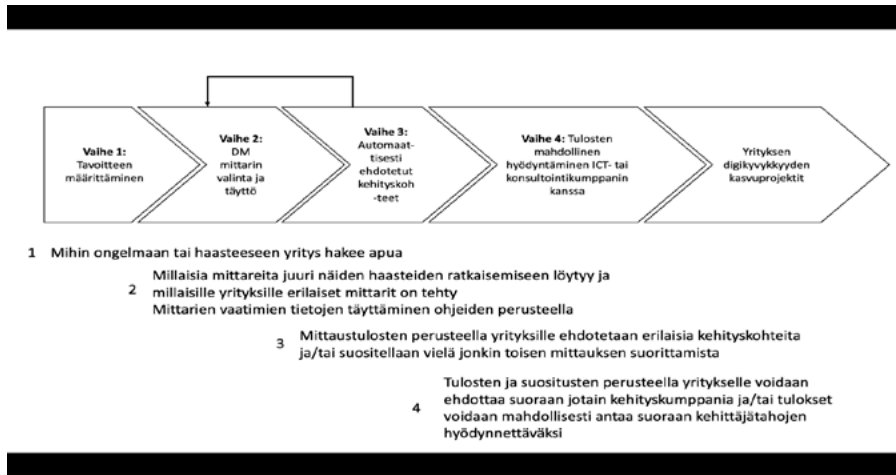 Vaihe 1:
Tavoitteen
määrittäminen
Vaihe 2:
DM
mittarin
valinta ja
täyttö
Vaihe 3:
Automaat-
tisesti
ehdotetut
kehityskoh
-teet
Vaihe 4: Tulosten
mahdollinen
hyödyntäminen ICT- tai
konsultointikumppanin
kanssa
Yrityksen
digikyvykkyyden
kasvuprojektit
1 Mihin ongelmaan tai haasteeseen yritys hakee apua
Millaisia mittareita juuri näiden haasteiden ratkaisemiseen löytyy ja
2 millaisille yrityksille erilaiset mittarit on tehty
Mittarien vaatimien tietojen täyttäminen ohjeiden perusteella
3 Mittaustulosten perusteella yrityksille ehdotetaan erilaisia kehityskohteita
ja/tai suositellaan vielä jonkin toisen mittauksen suorittamista
Tulosten ja suositusten perusteella yritykselle voidaan
4 ehdottaa suoraan jotain kehityskumppania ja/tai tulokset
voidaan mahdollisesti antaa suoraan kehittäjätahojen
hyödynnettäväksi